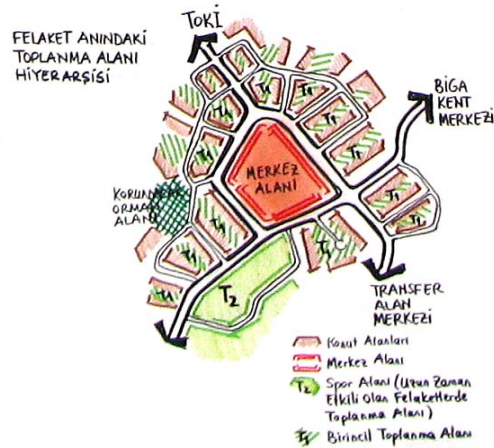 FELAKET ANINDAKİ
TOPLANMA ALANI
HİYERARŞİSİ
TOKİ
BİGA
KENT
MERKEZİ
T1
T1
T1
T1
T1
T1
MERKEZ
ALANI
KORUNACAK
ORMAN
ALANI
T1
T1
T1
T1
T1
T1
T2
TRANSFER
ALAN
MERKEZİ
Konut Alanları
Merkez Alanı
T2 Spor Alanı (Uzun Zaman
Etkili Olan Felaketlerde
Toplanma Alanı)
T1 Birincil Toplanma Alanı